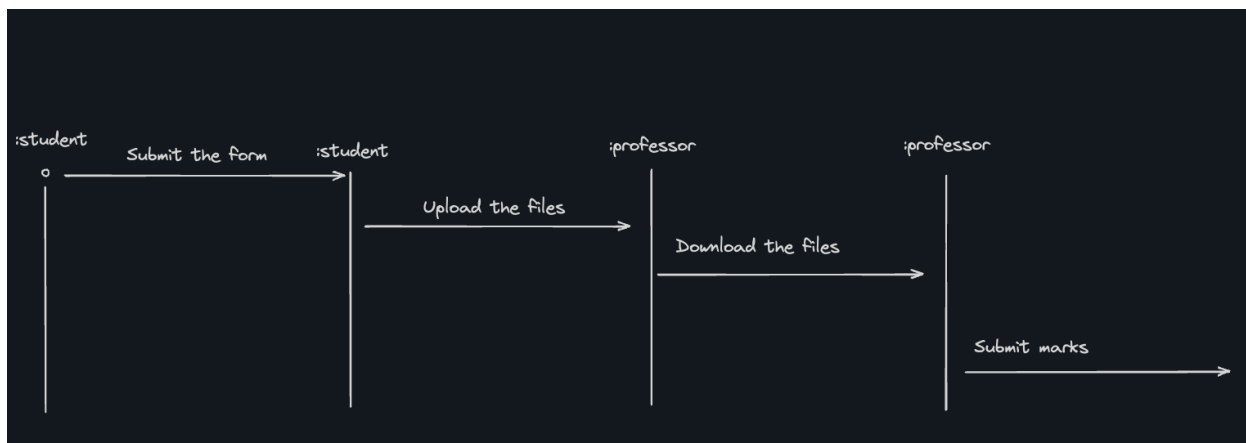 :student
Submit the form
:student
Upload the files
:professor
Download the files
:professor
Submit marks